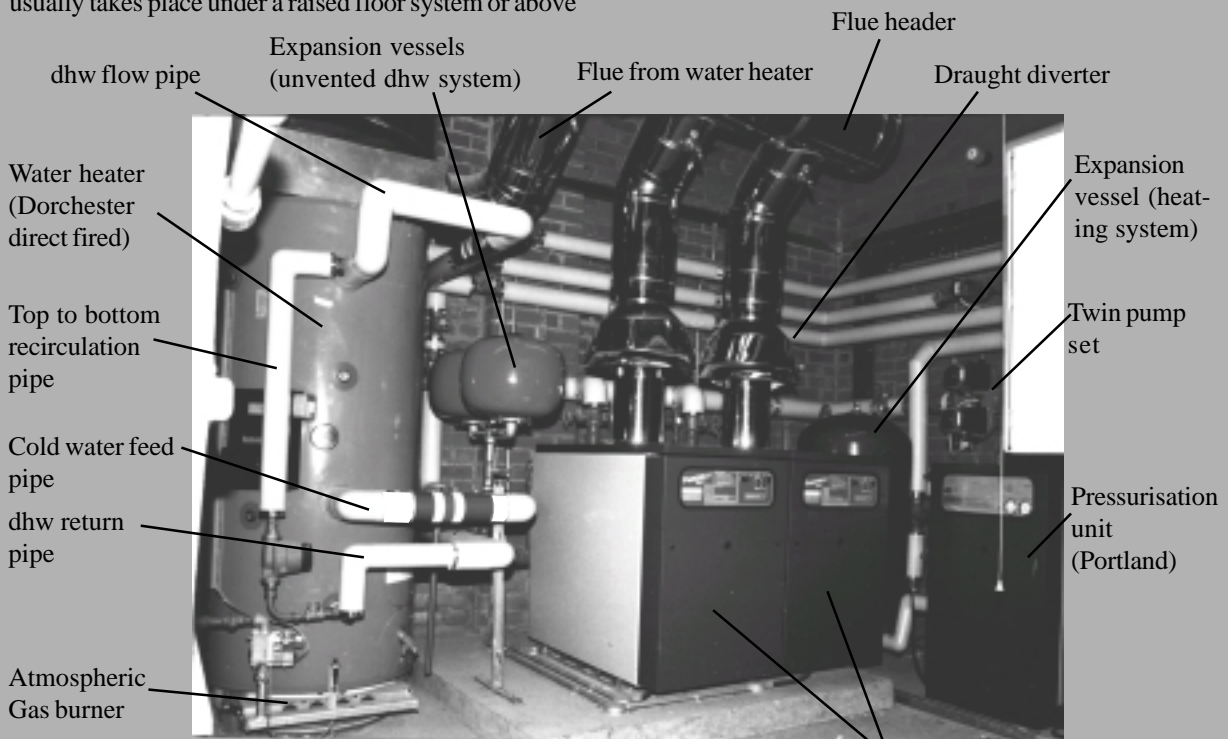 usually takes place under a raised floor system or above
Flue header
Expansion vessels
(unvented dhw system)
dhw flow pipe
Flue from water heater
Draught diverter
Water heater
(Dorchester
direct fired)
Expansion
vessel (heat-
ing system)
Top to bottom
recirculation
pipe
Twin pump
set
Cold water feed
pipe
dhw return
pipe
Pressurisation
unit
(Portland)
Atmospheric
Gas burner